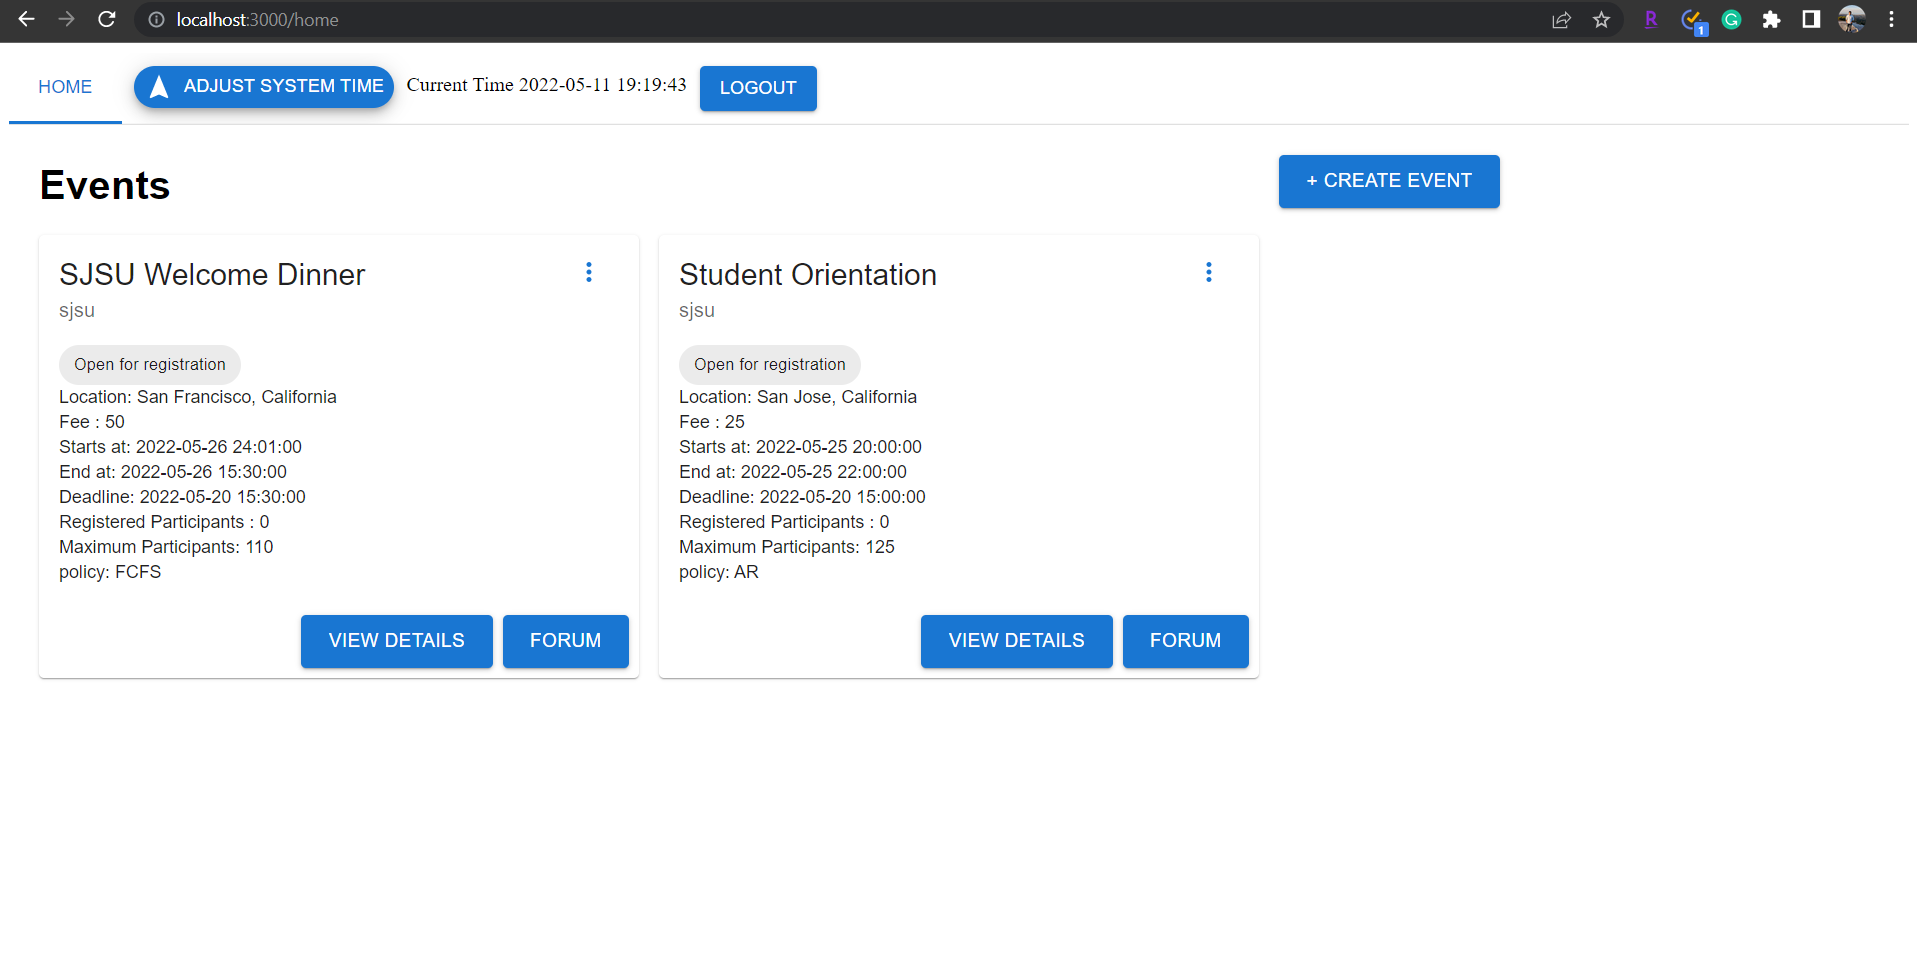 localhost:3000/home
R
1
G
HOME
ADJUST SYSTEM TIME
Current Time 2022-05-11 19:19:43
LOGOUT
Events
+ CREATE EVENT
SJSU Welcome Dinner
sjsu
Open for registration
Location: San Francisco, California
Fee : 50
Starts at: 2022-05-26 24:01:00
End at: 2022-05-26 15:30:00
Deadline: 2022-05-20 15:30:00
Registered Participants : 0
Maximum Participants: 110
policy: FCFS
VIEW DETAILS
FORUM
Student Orientation
sjsu
Open for registration
Location: San Jose, California
Fee : 25
Starts at: 2022-05-25 20:00:00
End at: 2022-05-25 22:00:00
Deadline: 2022-05-20 15:00:00
Registered Participants : 0
Maximum Participants: 125
policy: AR
VIEW DETAILS
FORUM